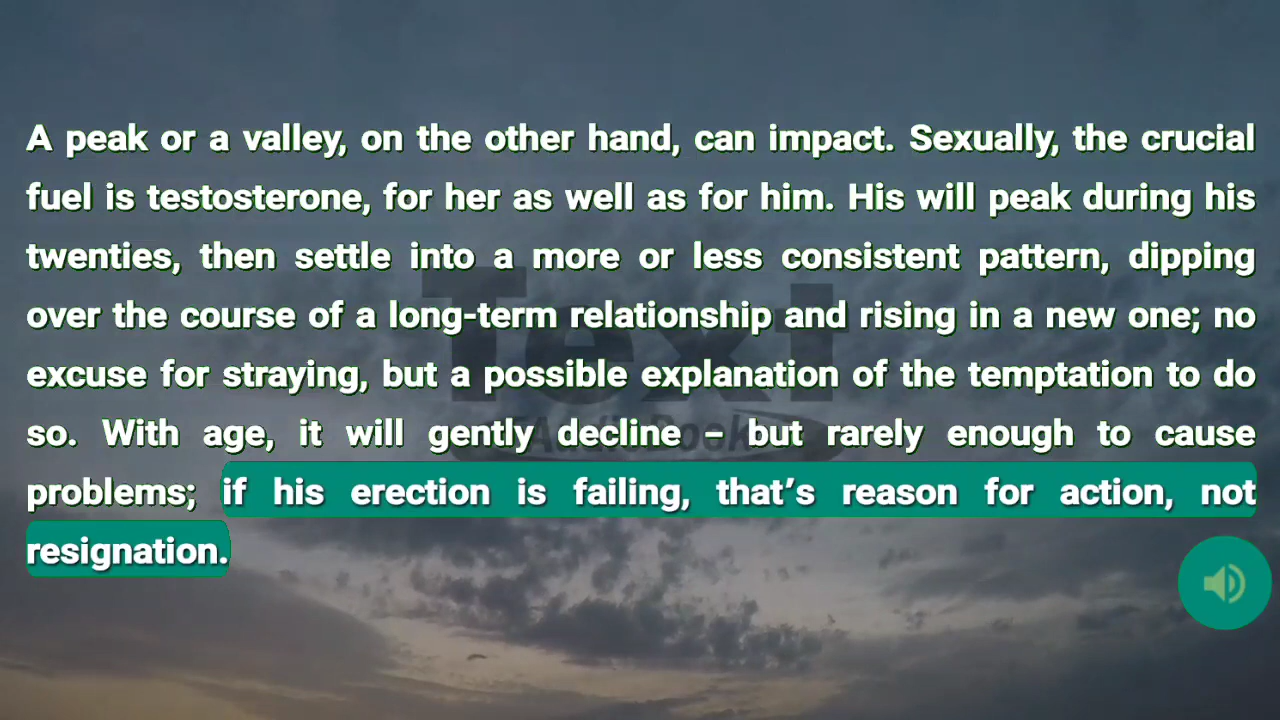 A peak or a valley, on the other hand, can impact. Sexually, the crucial
fuel is testosterone, for her as well as for him. His will peak during his
twenties, then settle into a more or less consistent pattern, dipping
over the course of a long-term relationship and rising in a new one; no
excuse for straying, but a possible explanation of the temptation to do
so. With age, it will gently decline – but rarely enough to cause
problems; if his erection is failing, that’s reason for action, not
resignation.
Text
AudioBook